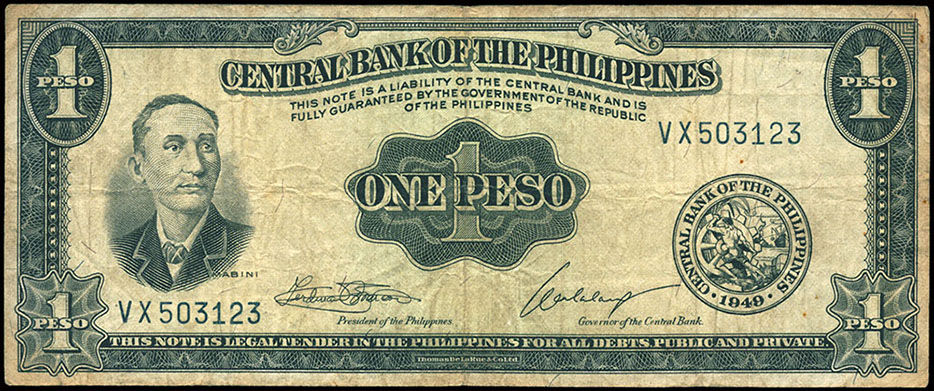 1
PESO
1
PESO
CENTRAL BANK OF THE PHILIPPINES
THIS NOTE IS A LIABILITY OF THE CENTRAL BANK AND IS
FULLY GUARANTEED BY THE GOVERNMENT OF THE REPUBLIC
OF THE PHILIPPINES
VX503123
1
ONE PESO
MABINI
CENTRAL BANK OF THE PHILIPPINES
· 1949 ·
VX503123
President of the Philippines.
Governor of the Central Bank.
1
PESO
1
PESO
THIS NOTE IS LEGAL TENDER IN THE PHILIPPINES FOR ALL DEBTS PUBLIC AND PRIVATE
Thomas De La Rue & Co Ltd